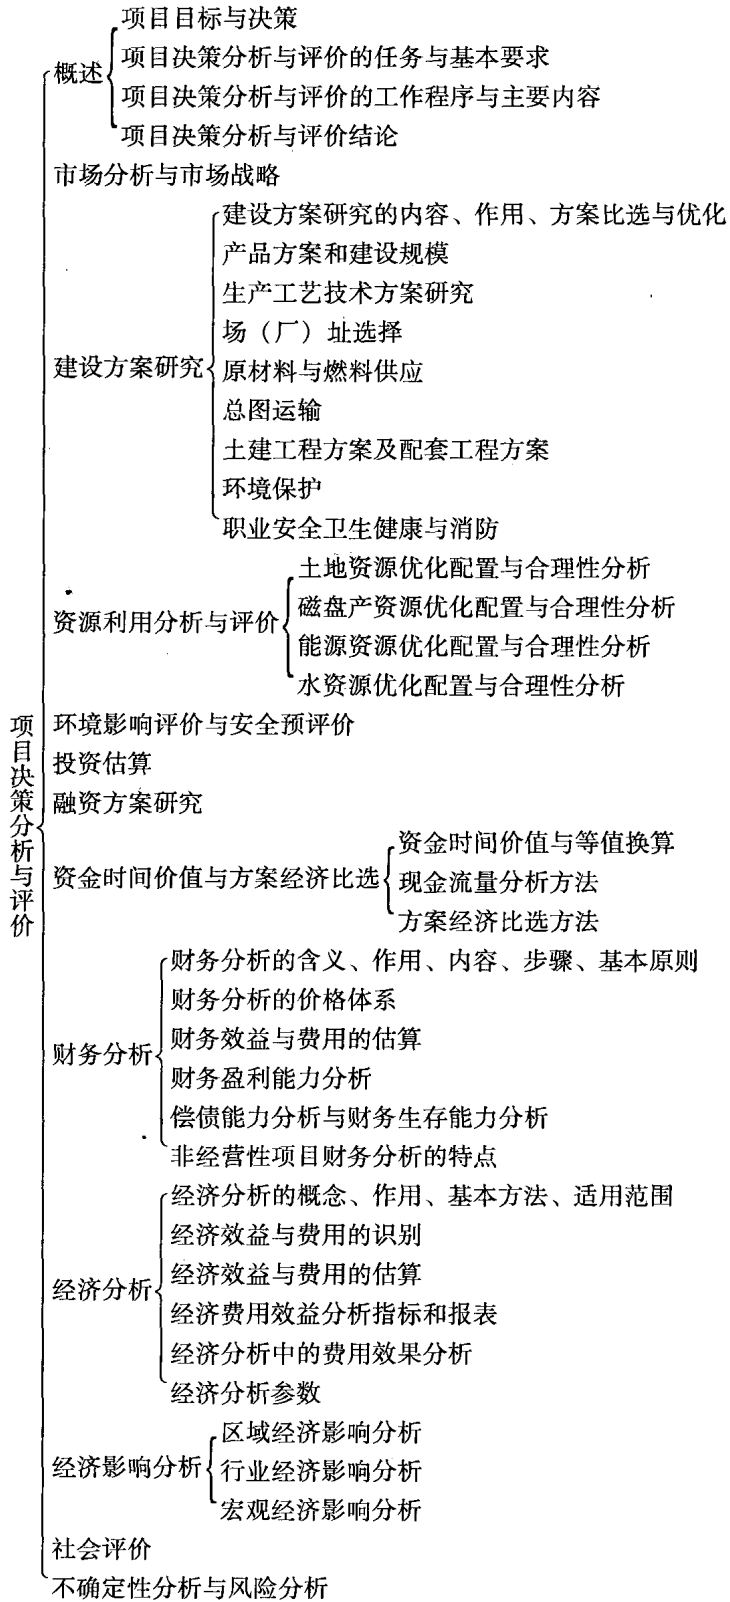 项目决策分析与评价
概述
项目目标与决策
项目决策分析与评价的任务与基本要求
项目决策分析与评价的工作程序与主要内容
项目决策分析与评价结论
市场分析与市场战略
建设方案研究
建设方案研究的内容、作用、方案比选与优化
产品方案和建设规模
生产工艺技术方案研究
场（厂）址选择
原材料与燃料供应
总图运输
土建工程方案及配套工程方案
环境保护
职业安全卫生健康与消防
资源利用分析与评价
土地资源优化配置与合理性分析
磁盘产资源优化配置与合理性分析
能源资源优化配置与合理性分析
水资源优化配置与合理性分析
环境影响评价与安全预评价
投资估算
融资方案研究
资金时间价值与方案经济比选
资金时间价值与等值换算
现金流量分析方法
方案经济比选方法
财务分析
财务分析的含义、作用、内容、步骤、基本原则
财务分析的价格体系
财务效益与费用的估算
财务盈利能力分析
偿债能力分析与财务生存能力分析
非经营性项目财务分析的特点
经济分析
经济分析的概念、作用、基本方法、适用范围
经济效益与费用的识别
经济效益与费用的估算
经济费用效益分析指标和报表
经济分析中的费用效果分析
经济分析参数
经济影响分析
区域经济影响分析
行业经济影响分析
宏观经济影响分析
社会评价
不确定性分析与风险分析